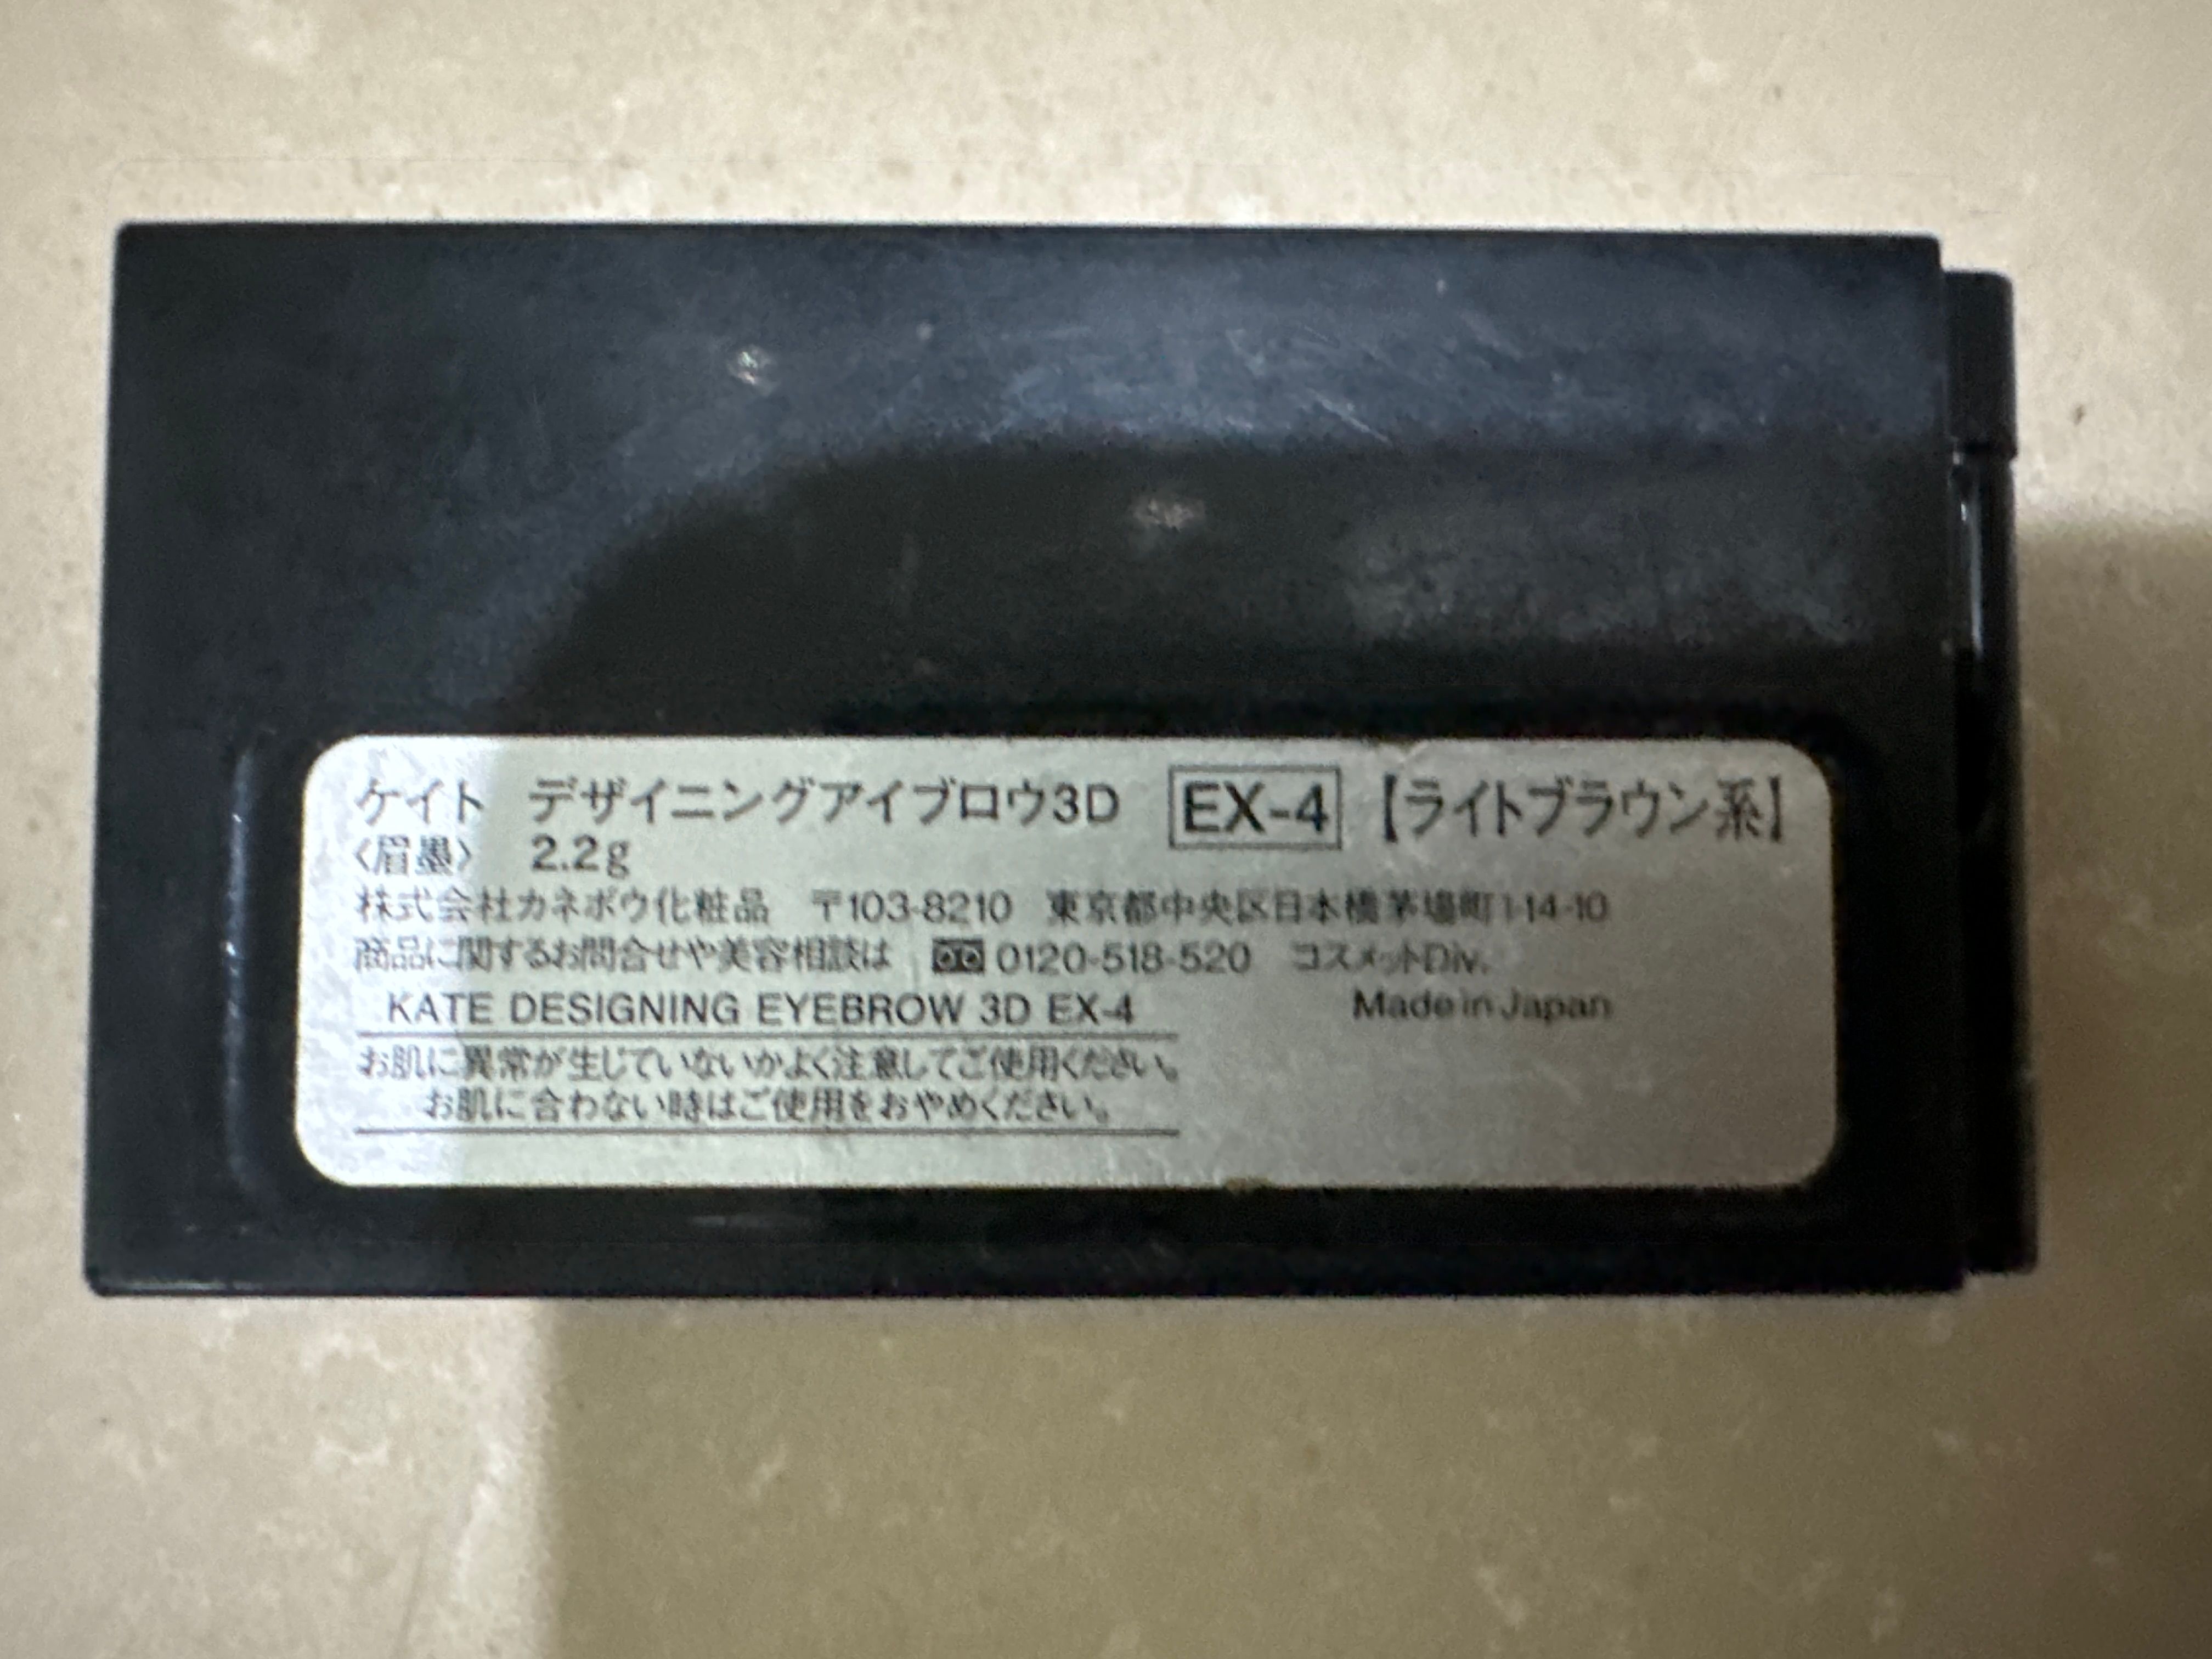 ケイト デザイニングアイブロウ3D EX-4 【ライトブラウン系】
〈眉墨〉 2.2g
株式会社カネボウ化粧品 〒103-8210 東京都中央区日本橋茅場町1-14-10
商品に関するお問合せや美容相談は 0120-518-520 コスメットDiv.
KATE DESIGNING EYEBROW 3D EX-4 Made in Japan
お肌に異常が生じていないかよく注意してご使用ください。
お肌に合わない時はご使用をおやめください。